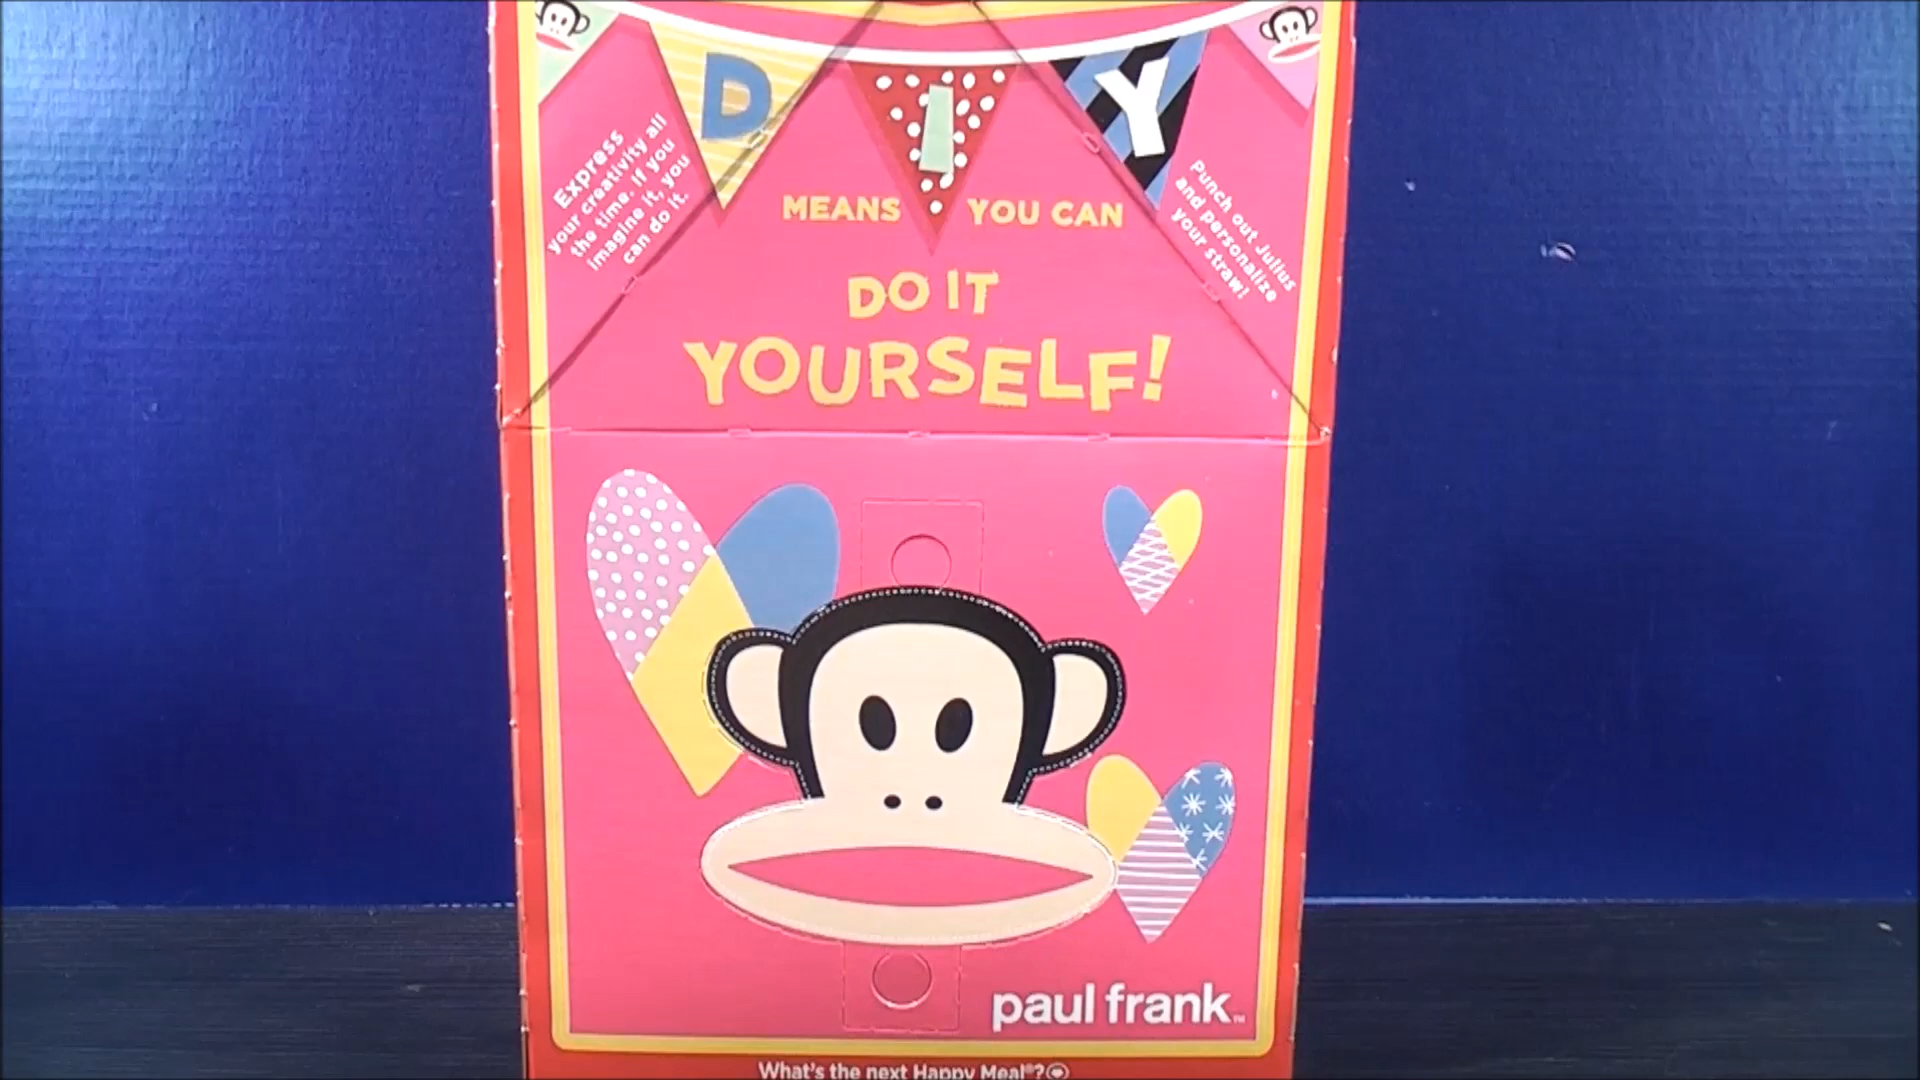 D I Y
Express
your creativity all
the time. If you
imagine it, you
can do it.
Punch out Julius
and personalize
your straw!
MEANS YOU CAN
DO IT
YOURSELF!
paul frank™
What's the next Happy Meal®?